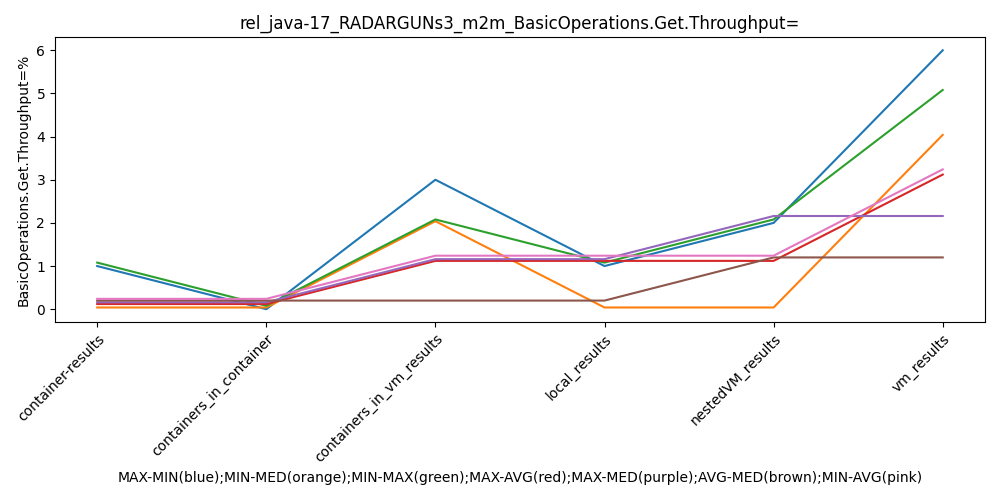 rel_java-17_RADARGUNs3_m2m_BasicOperations.Get.Throughput=
BasicOperations.Get.Throughput=%
6
5
4
3
2
1
0
container-results
containers_in_container
containers_in_vm_results
local_results
nestedVM_results
vm_results
MAX-MIN(blue);MIN-MED(orange);MIN-MAX(green);MAX-AVG(red);MAX-MED(purple);AVG-MED(brown);MIN-AVG(pink)